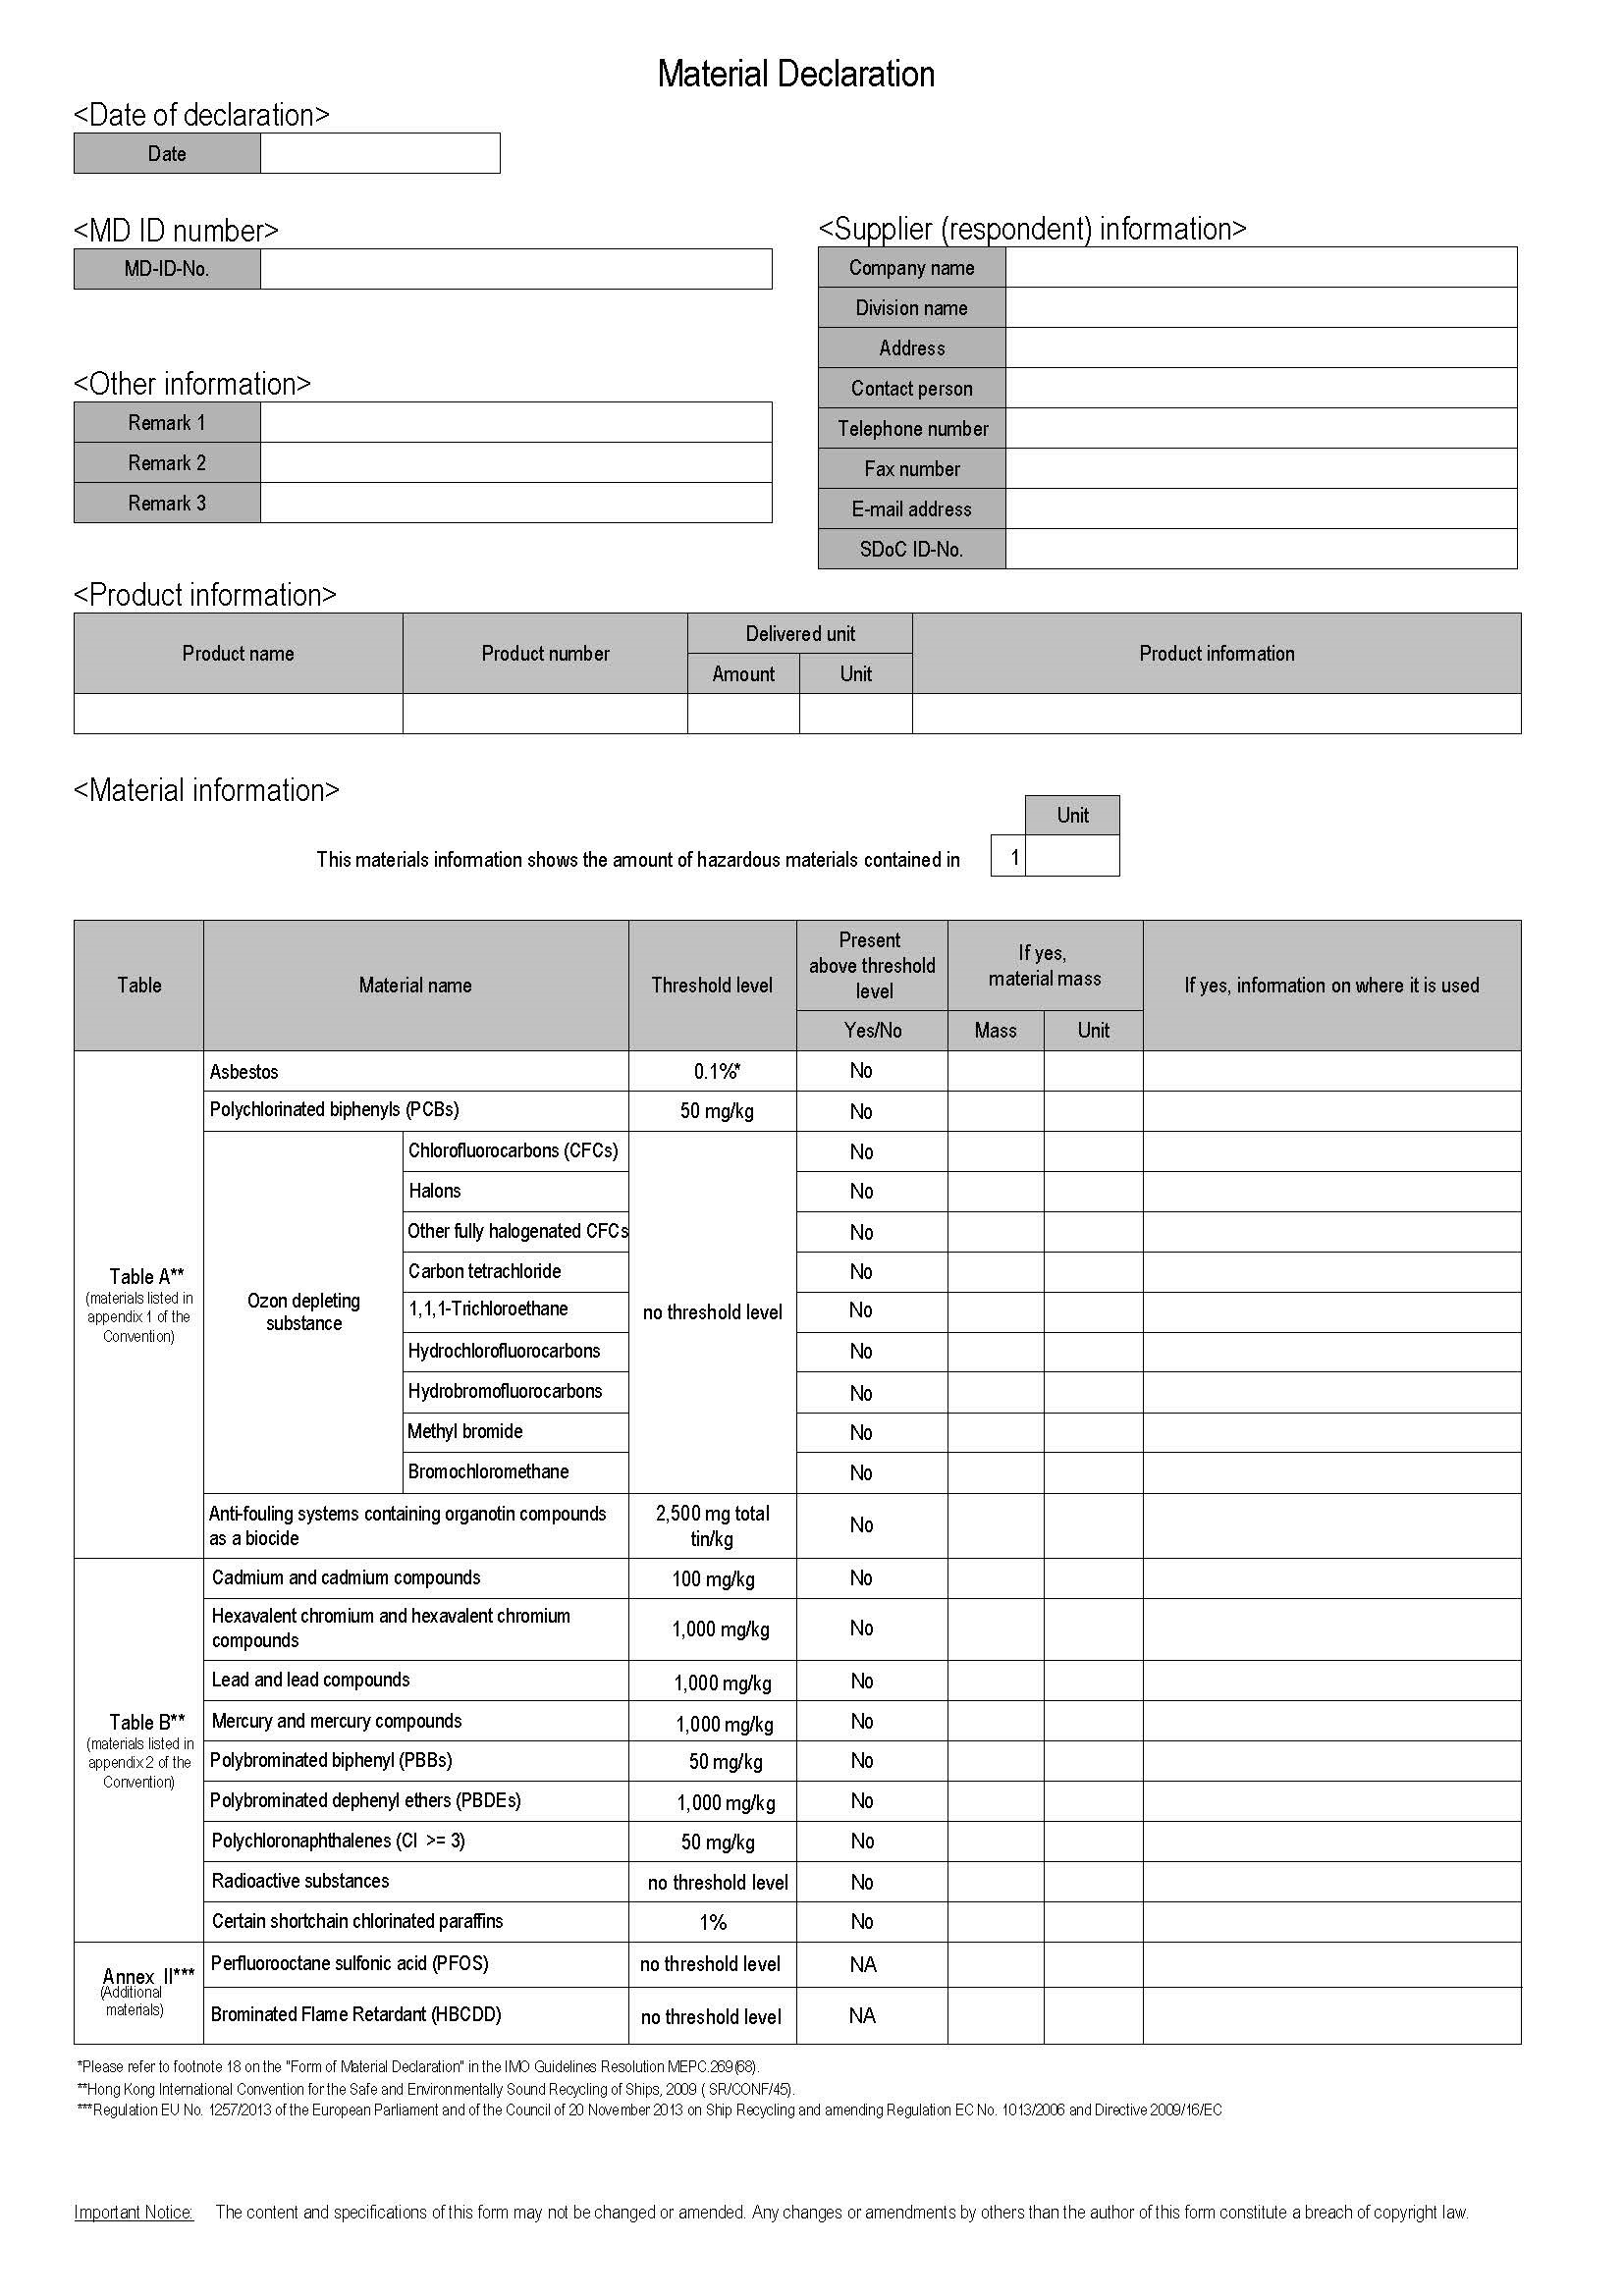 Material Declaration
<Date of declaration>
Date
<MD ID number>
MD-ID-No.
<Supplier (respondent) information>
Company name
Division name
Address
Contact person
Telephone number
Fax number
E-mail address
SDoC ID-No.
<Other information>
Remark 1
Remark 2
Remark 3
<Product information>
Product name
Product number
Delivered unit
Amount
Unit
Product information
<Material information>
Unit
This materials information shows the amount of hazardous materials contained in
1
Table
Material name
Threshold level
Present
above threshold
level
Yes/No
If yes,
material mass
Mass
Unit
If yes, information on where it is used
Table A**
(materials listed in
appendix 1 of the
Convention)
Asbestos
0.1%*
No
Polychlorinated biphenyls (PCBs)
50 mg/kg
No
Ozon depleting
substance
no threshold level
Chlorofluorocarbons (CFCs)
No
Halons
No
Other fully halogenated CFCs
No
Carbon tetrachloride
No
1,1,1-Trichloroethane
No
Hydrochlorofluorocarbons
No
Hydrobromofluorocarbons
No
Methyl bromide
No
Bromochloromethane
No
Anti-fouling systems containing organotin compounds
as a biocide
2,500 mg total
tin/kg
No
Table B**
(materials listed in
appendix 2 of the
Convention)
Cadmium and cadmium compounds
100 mg/kg
No
Hexavalent chromium and hexavalent chromium
compounds
1,000 mg/kg
No
Lead and lead compounds
1,000 mg/kg
No
Mercury and mercury compounds
1,000 mg/kg
No
Polybrominated biphenyl (PBBs)
50 mg/kg
No
Polybrominated dephenyl ethers (PBDEs)
1,000 mg/kg
No
Polychloronaphthalenes (Cl >= 3)
50 mg/kg
No
Radioactive substances
no threshold level
No
Certain shortchain chlorinated paraffins
1%
No
Annex II***
(Additional
materials)
Perfluorooctane sulfonic acid (PFOS)
no threshold level
NA
Brominated Flame Retardant (HBCDD)
no threshold level
NA
*Please refer to footnote 18 on the "Form of Material Declaration" in the IMO Guidelines Resolution MEPC.269(68).
**Hong Kong International Convention for the Safe and Environmentally Sound Recycling of Ships, 2009 ( SR/CONF/45).
***Regulation EU No. 1257/2013 of the European Parliament and of the Council of 20 November 2013 on Ship Recycling and amending Regulation EC No. 1013/2006 and Directive 2009/16/EC
Important Notice: The content and specifications of this form may not be changed or amended. Any changes or amendments by others than the author of this form constitute a breach of copyright law.